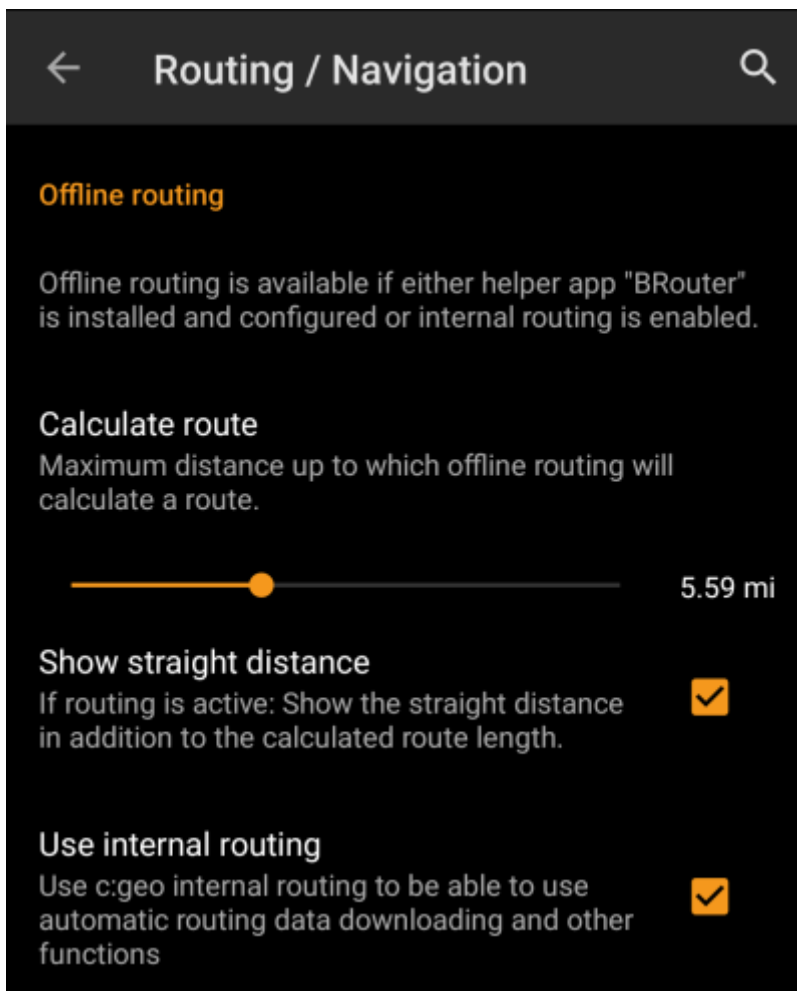 Routing / Navigation
Offline routing
Offline routing is available if either helper app "BRouter"
is installed and configured or internal routing is enabled.
Calculate route
Maximum distance up to which offline routing will
calculate a route.
5.59 mi
Show straight distance
If routing is active: Show the straight distance
in addition to the calculated route length.
Use internal routing
Use c:geo internal routing to be able to use
automatic routing data downloading and other
functions